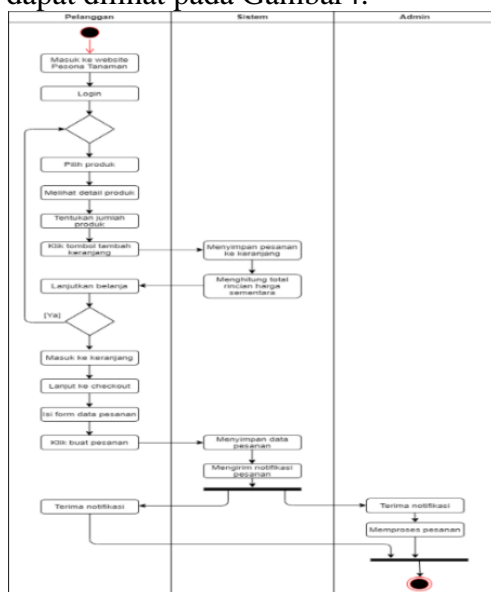 dapat dilihat pada Gambar 4.
Pelanggan
Sistem
Admin
Masuk ke website
Pesona Tanaman
Login
Pilih produk
Melihat detail produk
Tentukan jumlah
produk
Klik tombol tambah
keranjang
Menyimpan pesanan
ke keranjang
Menghitung total
rincian harga
sementara
Lanjutkan belanja
[Ya]
Masuk ke keranjang
Lanjut ke checkout
Isi form data pesanan
Klik buat pesanan
Menyimpan data
pesanan
Mengirim notifikasi
pesanan
Terima notifikasi
Terima notifikasi
Memproses pesanan